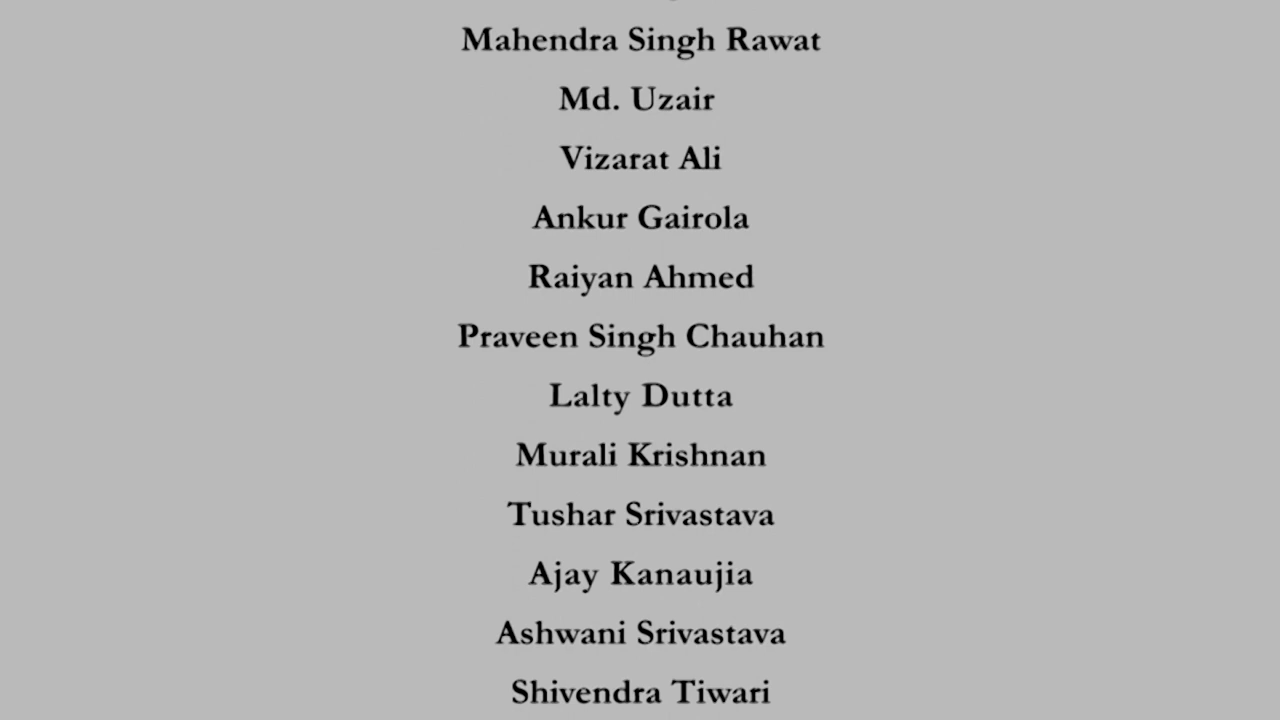 Mahendra Singh Rawat
Md. Uzair
Vizarat Ali
Ankur Gairola
Raiyan Ahmed
Praveen Singh Chauhan
Lalty Dutta
Murali Krishnan
Tushar Srivastava
Ajay Kanaujia
Ashwani Srivastava
Shivendra Tiwari